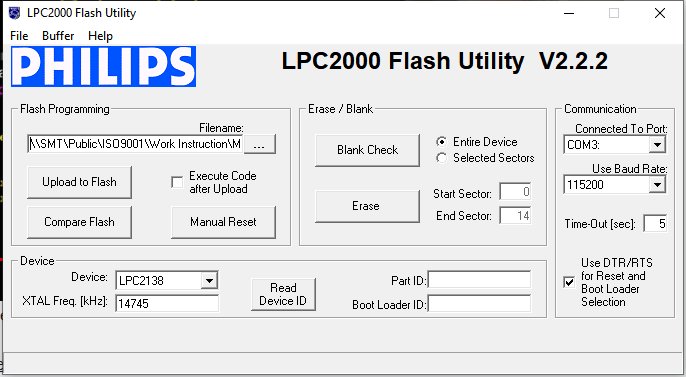 LPC2000 Flash Utility
File Buffer Help
PHILIPS
LPC2000 Flash Utility V2.2.2
Flash Programming
Filename:
\\SMT\Public\ISO9001\Work Instruction\M
...
Upload to Flash
Execute Code
after Upload
Compare Flash
Manual Reset
Erase / Blank
Blank Check
Entire Device
Selected Sectors
Erase
Start Sector: 0
End Sector: 14
Communication
Connected To Port:
COM3:
Use Baud Rate:
115200
Time-Out [sec]: 5
Use DTR/RTS
for Reset and
Boot Loader
Selection
Device
Device: LPC2138
XTAL Freq. [kHz]: 14745
Read
Device ID
Part ID:
Boot Loader ID: